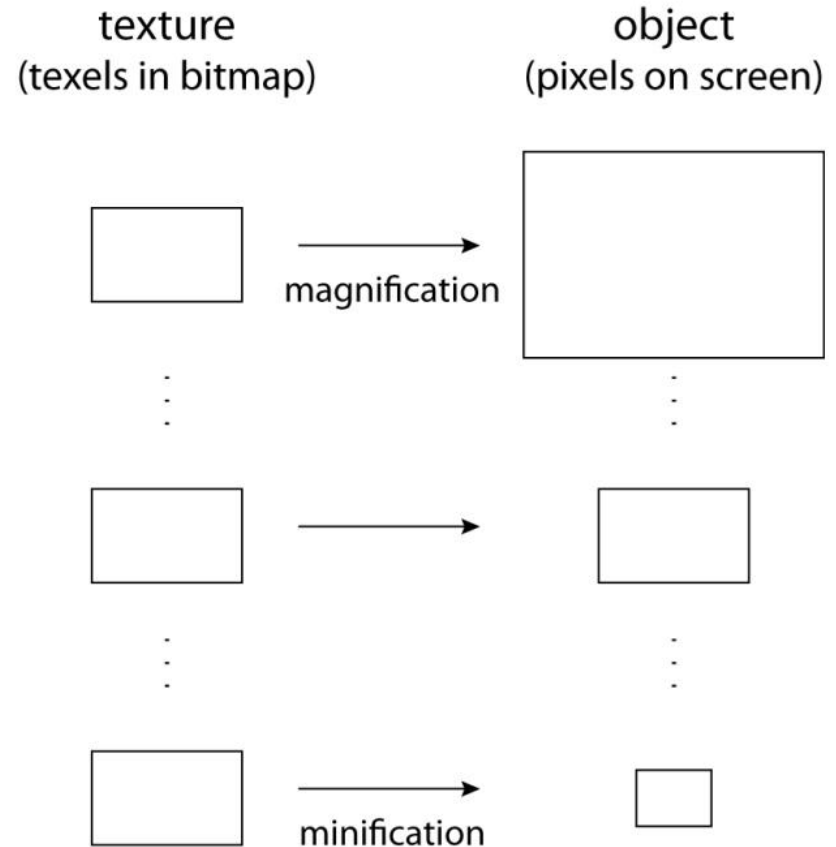 texture
(texels in bitmap)
object
(pixels on screen)
magnification
minification